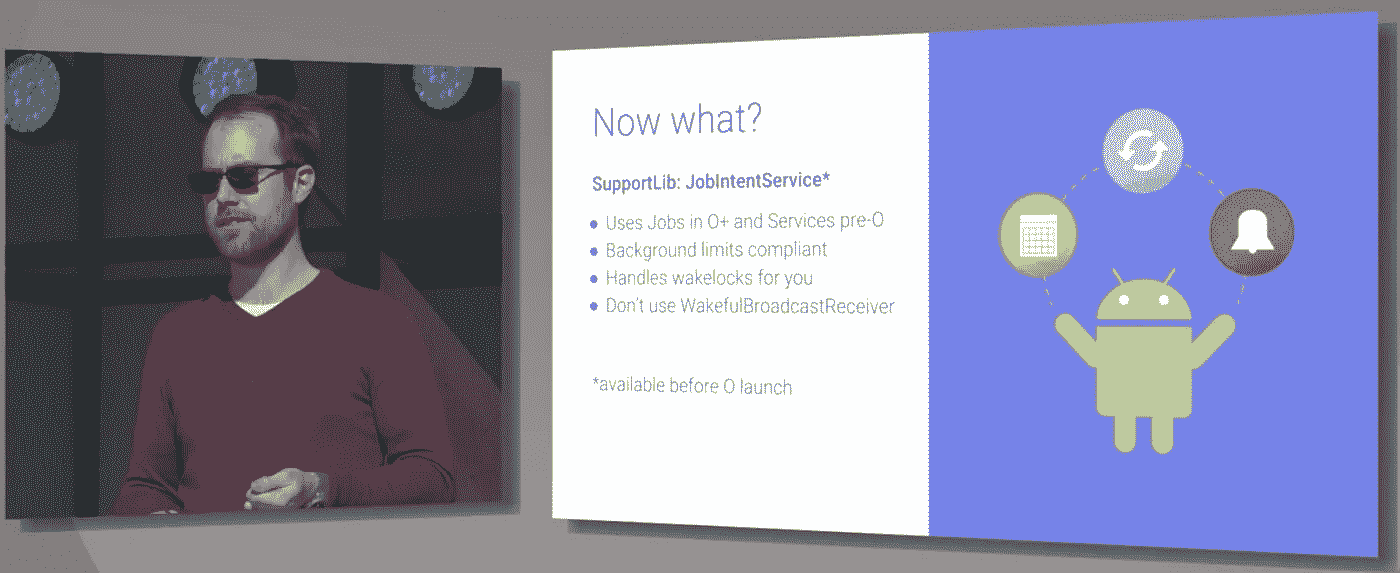 Now what?
SupportLib: JobIntentService*
• Uses Jobs in O+ and Services pre-O
• Background limits compliant
• Handles wakelocks for you
• Don't use WakefulBroadcastReceiver
*available before O launch